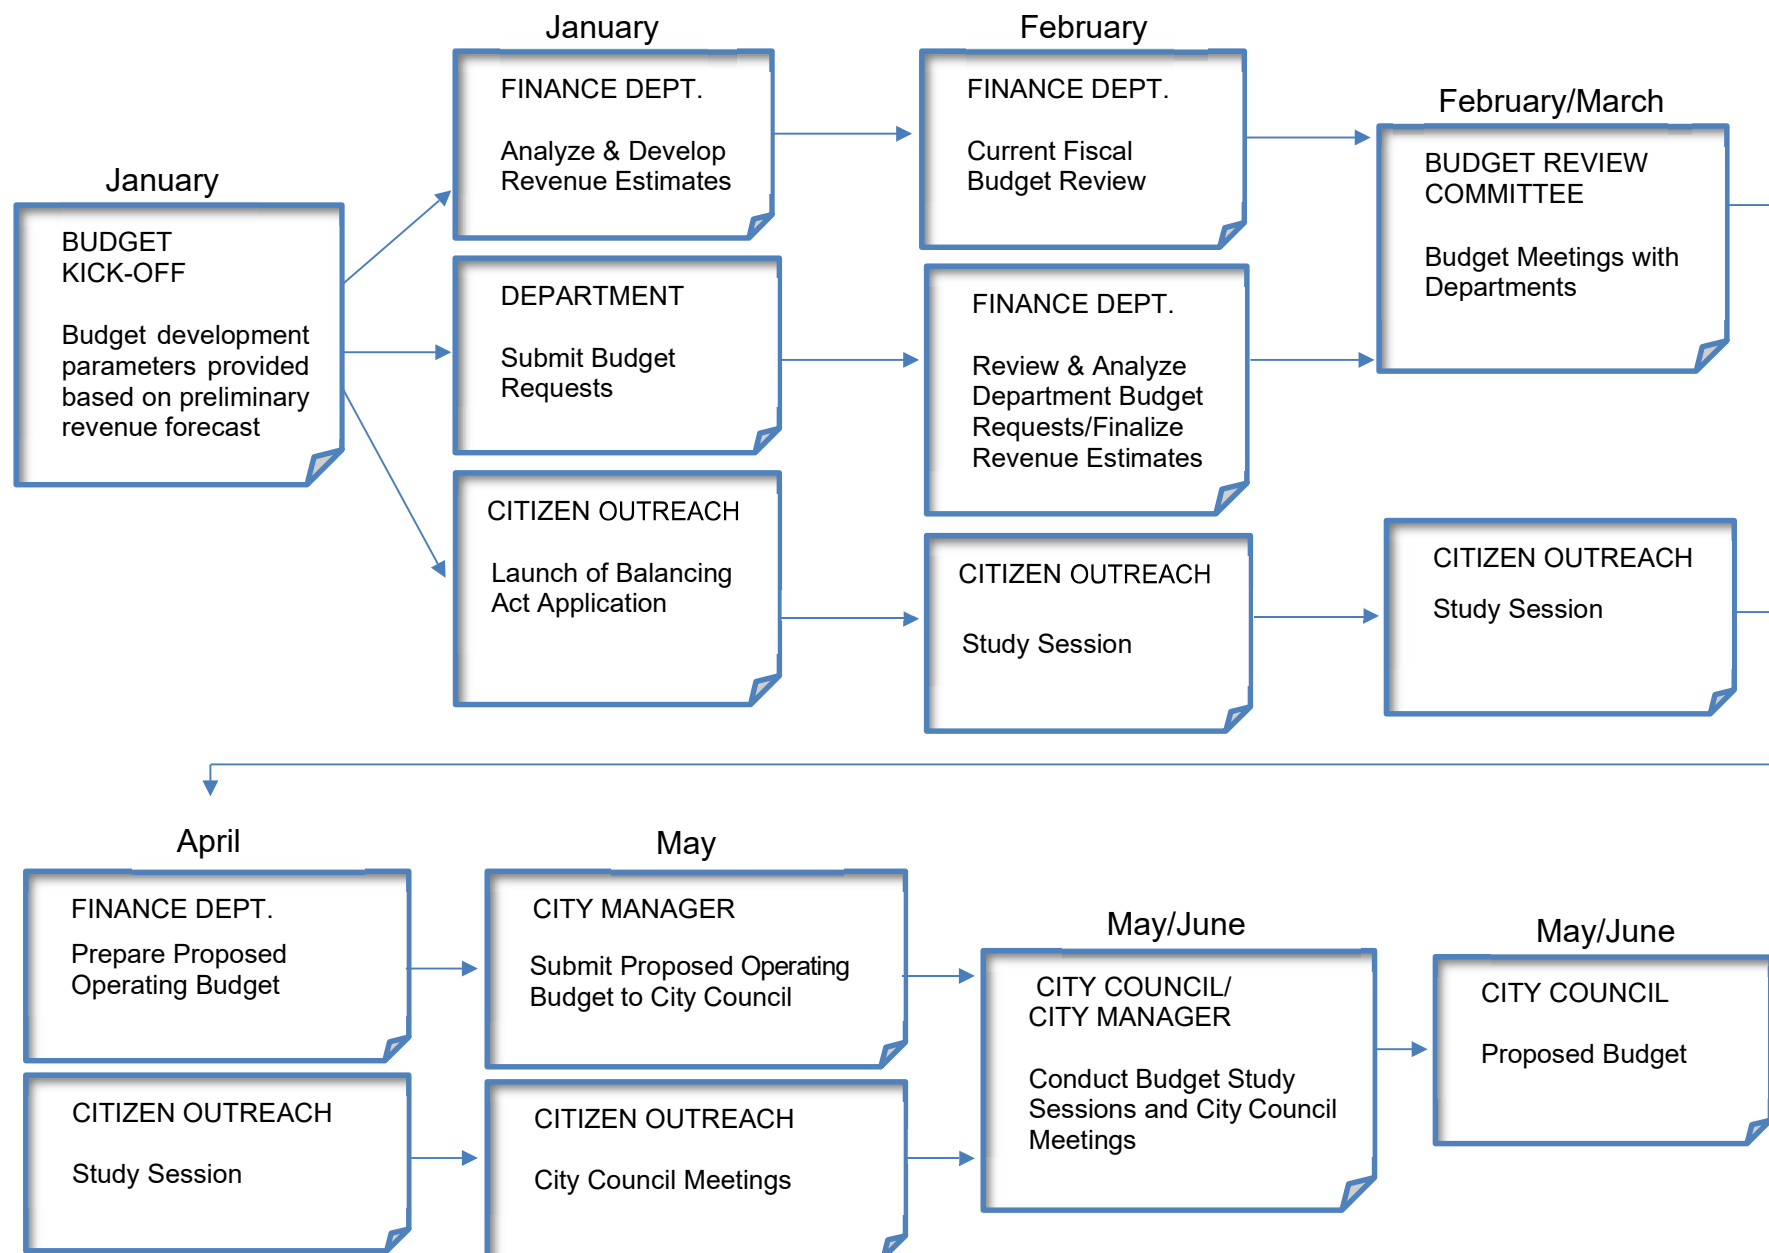 January
BUDGET
KICK-OFF
Budget development
parameters provided
based on preliminary
revenue forecast
January
FINANCE DEPT.
Analyze & Develop
Revenue Estimates
DEPARTMENT
Submit Budget
Requests
CITIZEN OUTREACH
Launch of Balancing
Act Application
February
FINANCE DEPT.
Current Fiscal
Budget Review
FINANCE DEPT.
Review & Analyze
Department Budget
Requests/Finalize
Revenue Estimates
CITIZEN OUTREACH
Study Session
February/March
BUDGET REVIEW
COMMITTEE
Budget Meetings with
Departments
CITIZEN OUTREACH
Study Session
April
FINANCE DEPT.
Prepare Proposed
Operating Budget
CITIZEN OUTREACH
Study Session
May
CITY MANAGER
Submit Proposed Operating
Budget to City Council
CITIZEN OUTREACH
City Council Meetings
May/June
CITY COUNCIL/
CITY MANAGER
Conduct Budget Study
Sessions and City Council
Meetings
May/June
CITY COUNCIL
Proposed Budget